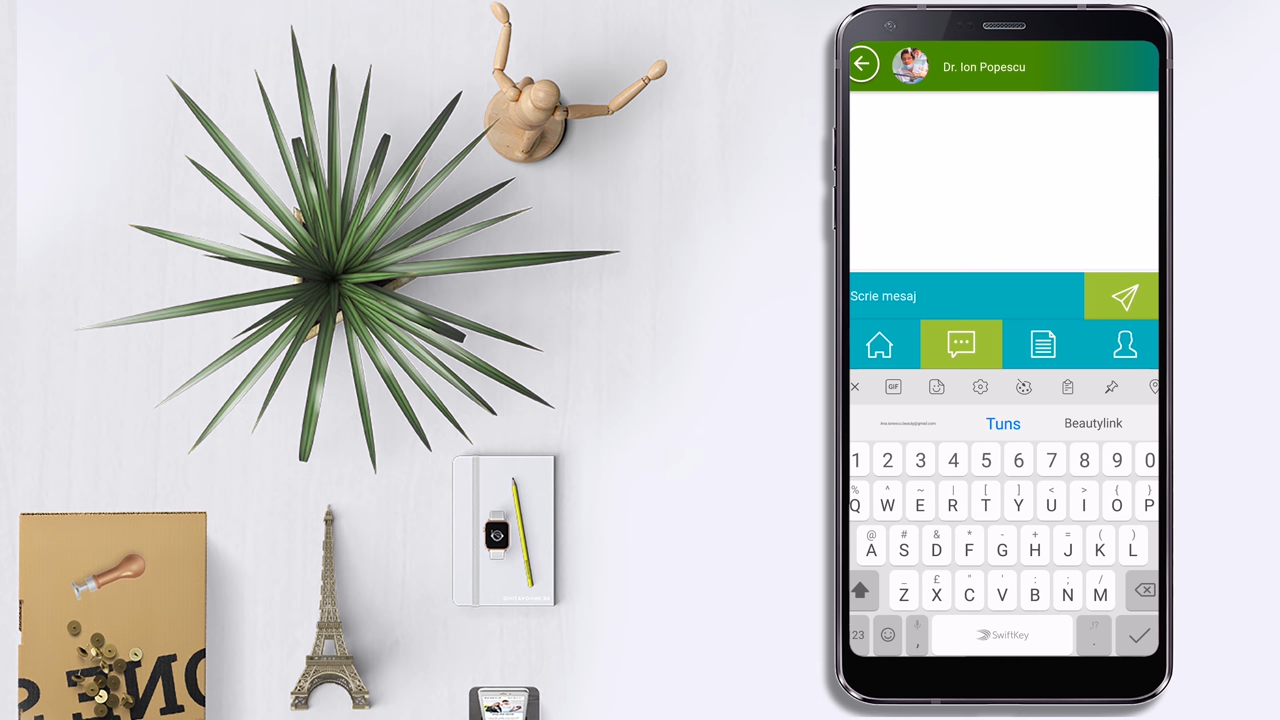 Dr. Ion Popescu
Scrie mesaj
GIF
Tuns
Beautylink
1 2 3 4 5 6 7 8 9 0
% ^ ~ | [ ] < > { }
Q W E R T Y U I O P
@ # & * - + = ( )
A S D F G H J K L
_ £ " ' : ; /
Z X C V B N M
23 , SwiftKey !? .